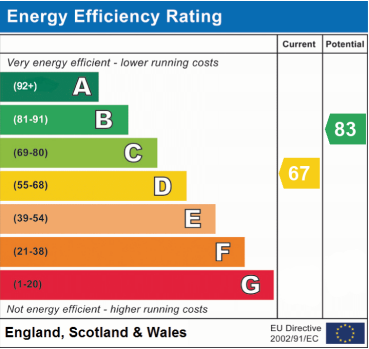 Energy Efficiency Rating
Current Potential
Very energy efficient - lower running costs
(92+) A
(81-91) B
(69-80) C
(55-68) D
(39-54) E
(21-38) F
(1-20) G
83
67
Not energy efficient - higher running costs
England, Scotland & Wales
EU Directive
2002/91/EC